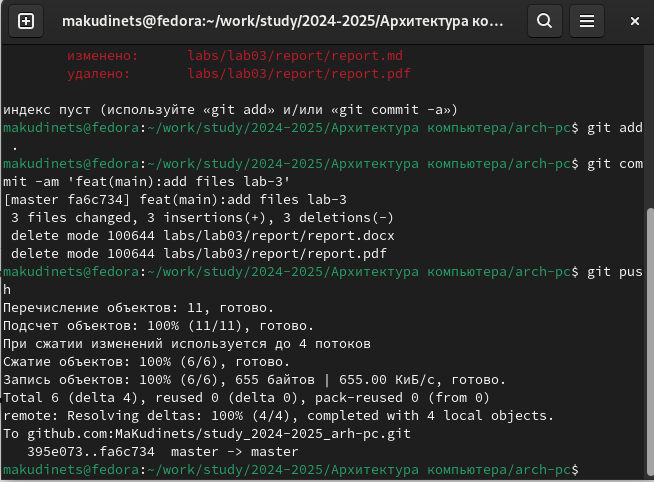 makudinets@fedora:~/work/study/2024-2025/Архитектура ко...
изменено: labs/lab03/report/report.md
удалено: labs/lab03/report/report.pdf
индекс пуст (используйте «git add» и/или «git commit -a»)
makudinets@fedora:~/work/study/2024-2025/Архитектура компьютера/arch-pc$ git add
.
makudinets@fedora:~/work/study/2024-2025/Архитектура компьютера/arch-pc$ git com
mit -am 'feat(main):add files lab-3'
[master fa6c734] feat(main):add files lab-3
3 files changed, 3 insertions(+), 3 deletions(-)
delete mode 100644 labs/lab03/report/report.docx
delete mode 100644 labs/lab03/report/report.pdf
makudinets@fedora:~/work/study/2024-2025/Архитектура компьютера/arch-pc$ git pus
h
Перечисление объектов: 11, готово.
Подсчет объектов: 100% (11/11), готово.
При сжатии изменений используется до 4 потоков
Сжатие объектов: 100% (6/6), готово.
Запись объектов: 100% (6/6), 655 байтов | 655.00 КиБ/с, готово.
Total 6 (delta 4), reused 0 (delta 0), pack-reused 0 (from 0)
remote: Resolving deltas: 100% (4/4), completed with 4 local objects.
To github.com:MaKudinets/study_2024-2025_arh-pc.git
395e073..fa6c734 master -> master
makudinets@fedora:~/work/study/2024-2025/Архитектура компьютера/arch-pc$